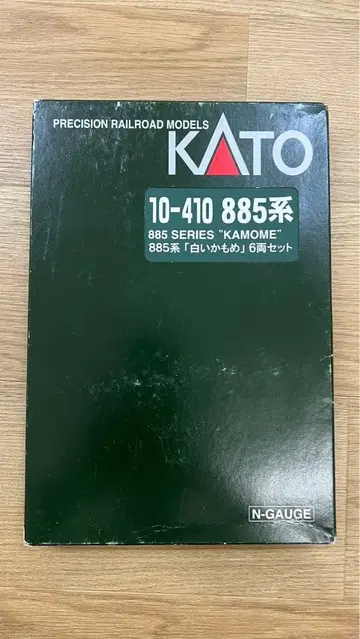 PRECISION RAILROAD MODELS
KATO
10-410 885系
885 SERIES "KAMOME"
885系「白いかもめ」6両セット
N-GAUGE